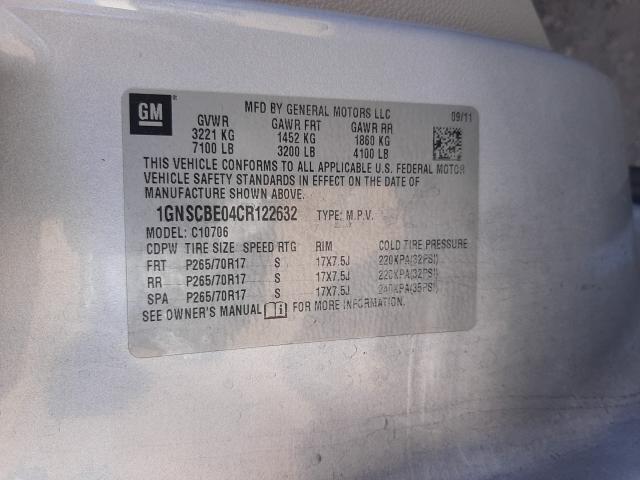 GM
MFD BY GENERAL MOTORS LLC
09/11
GVWR GAWR FRT GAWR RR
3221 KG 1452 KG 1860 KG
7100 LB 3200 LB 4100 LB
THIS VEHICLE CONFORMS TO ALL APPLICABLE U.S. FEDERAL MOTOR
VEHICLE SAFETY STANDARDS IN EFFECT ON THE DATE OF
MANUFACTURE SHOWN ABOVE.
1GNSCBE04CR122632 TYPE: M.P.V.
MODEL: C10706
CDPW TIRE SIZE SPEED RTG RIM COLD TIRE PRESSURE
FRT P265/70R17 S 17X7.5J 220KPA(32PSI)
RR P265/70R17 S 17X7.5J 220KPA(32PSI)
SPA P265/70R17 S 17X7.5J 240KPA(35PSI)
SEE OWNER'S MANUAL FOR MORE INFORMATION.